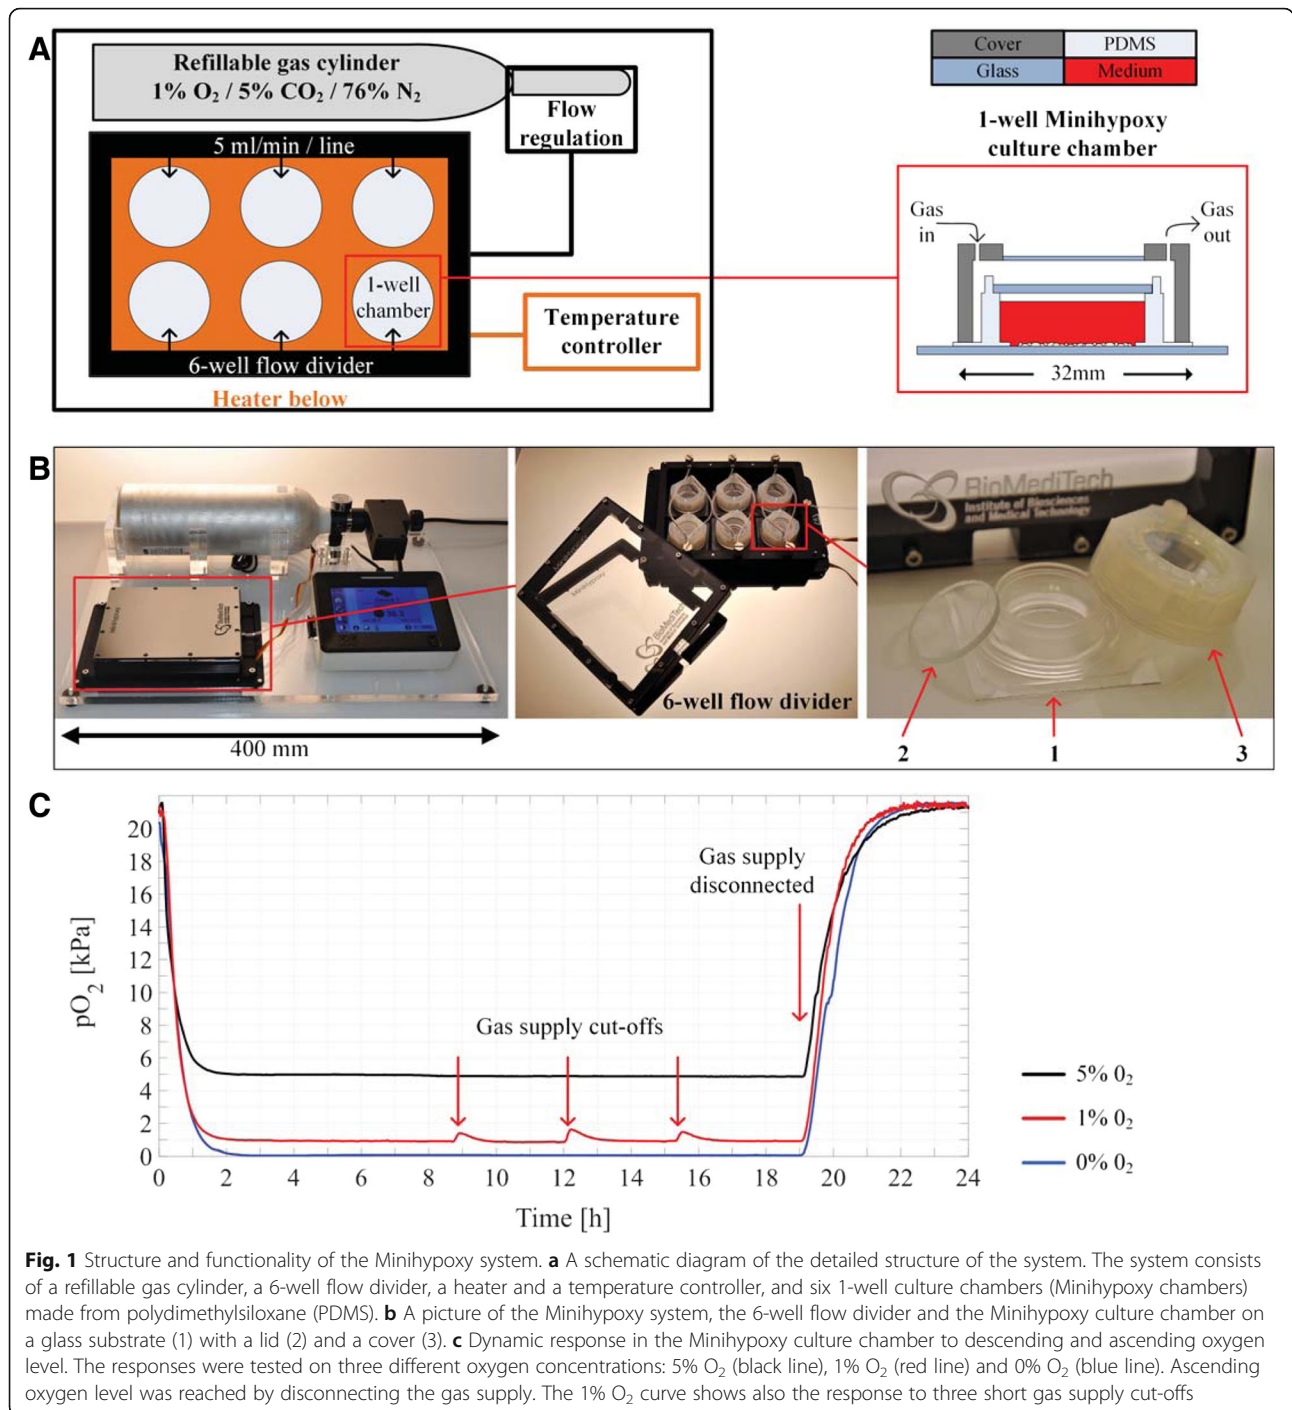 A
Refillable gas cylinder
1% O₂ / 5% CO₂ / 76% N₂
Flow
regulation
5 ml/min / line
1-well
chamber
6-well flow divider
Heater below
Temperature
controller
Cover
PDMS
Glass
Medium
1-well Minihypoxy
culture chamber
Gas
in
Gas
out
32mm
B
Minihypoxy
BioMediTech
6-well flow divider
BioMediTech
Institute of Biosciences
and Medical Technology
400 mm
2
1
3
C
pO₂ [kPa]
20
18
16
14
12
10
8
6
4
2
0
Gas supply
disconnected
Gas supply cut-offs
5% 0₂
1% 0₂
0% 0₂
0 2 4 6 8 10 12 14 16 18 20 22 24
Time [h]
Fig. 1 Structure and functionality of the Minihypoxy system. a A schematic diagram of the detailed structure of the system. The system consists
of a refillable gas cylinder, a 6-well flow divider, a heater and a temperature controller, and six 1-well culture chambers (Minihypoxy chambers)
made from polydimethylsiloxane (PDMS). b A picture of the Minihypoxy system, the 6-well flow divider and the Minihypoxy culture chamber on
a glass substrate (1) with a lid (2) and a cover (3). c Dynamic response in the Minihypoxy culture chamber to descending and ascending oxygen
level. The responses were tested on three different oxygen concentrations: 5% O₂ (black line), 1% O₂ (red line) and 0% O₂ (blue line). Ascending
oxygen level was reached by disconnecting the gas supply. The 1% O₂ curve shows also the response to three short gas supply cut-offs